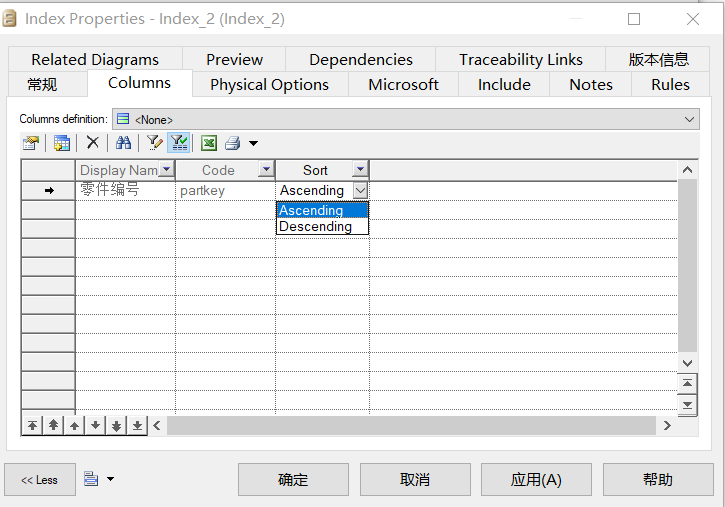 Index Properties - Index_2 (Index_2)
Related Diagrams Preview Dependencies Traceability Links 版本信息
常规 Columns Physical Options Microsoft Include Notes Rules
Columns definition: <None>
Display Nam Code Sort
零件编号 partkey Ascending
Ascending
Descending
<< Less 确定 取消 应用(A) 帮助